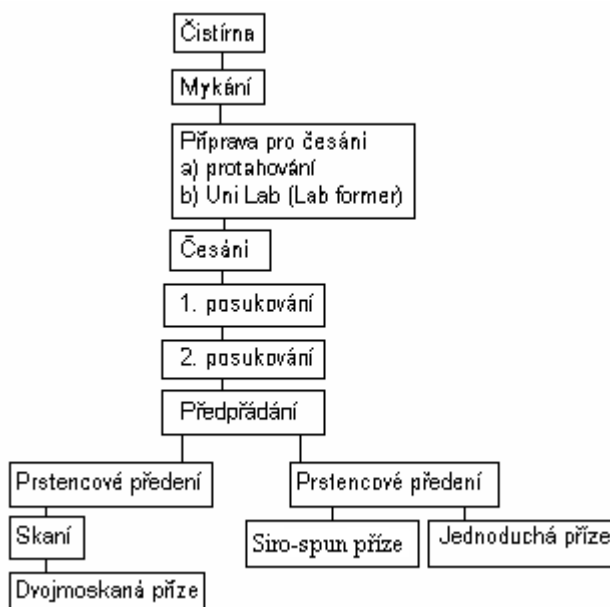 Čistírna
Mykání
Příprava pro česání
a) protahování
b) Uni Lab (Lab former)
Česání
1. posukování
2. posukování
Předpřádání
Prstencové předení
Prstencové předení
Skaní
Siro-spun příze
Jednoduchá příze
Dvojmoskaná příze